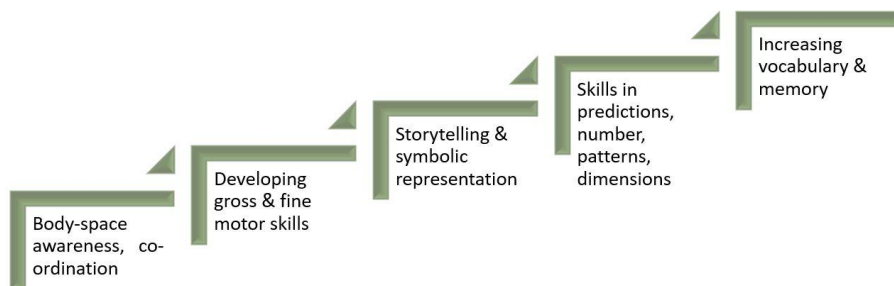 Body-space
awareness, co-
ordination
Developing
gross & fine
motor skills
Storytelling &
symbolic
representation
Skills in
predictions,
number,
patterns,
dimensions
Increasing
vocabulary &
memory